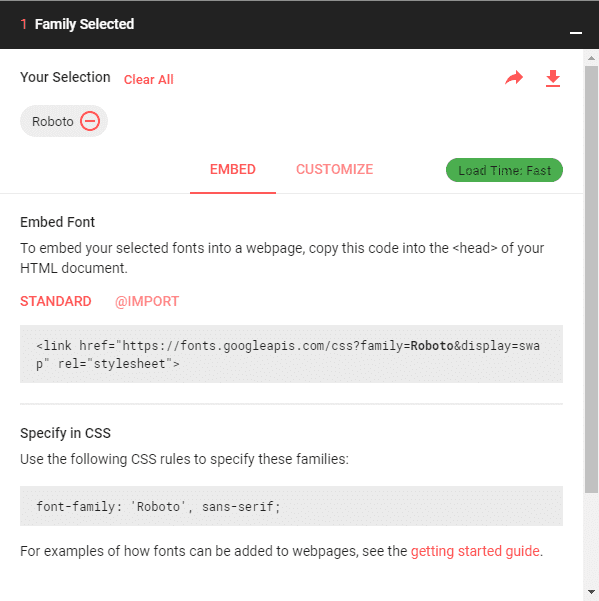 1 Family Selected
Your Selection Clear All
Roboto
EMBED CUSTOMIZE Load Time: Fast
Embed Font
To embed your selected fonts into a webpage, copy this code into the <head> of your
HTML document.
STANDARD @IMPORT
<link href="https://fonts.googleapis.com/css?family=Roboto&display=swa
p" rel="stylesheet">
Specify in CSS
Use the following CSS rules to specify these families:
font-family: 'Roboto', sans-serif;
For examples of how fonts can be added to webpages, see the getting started guide.